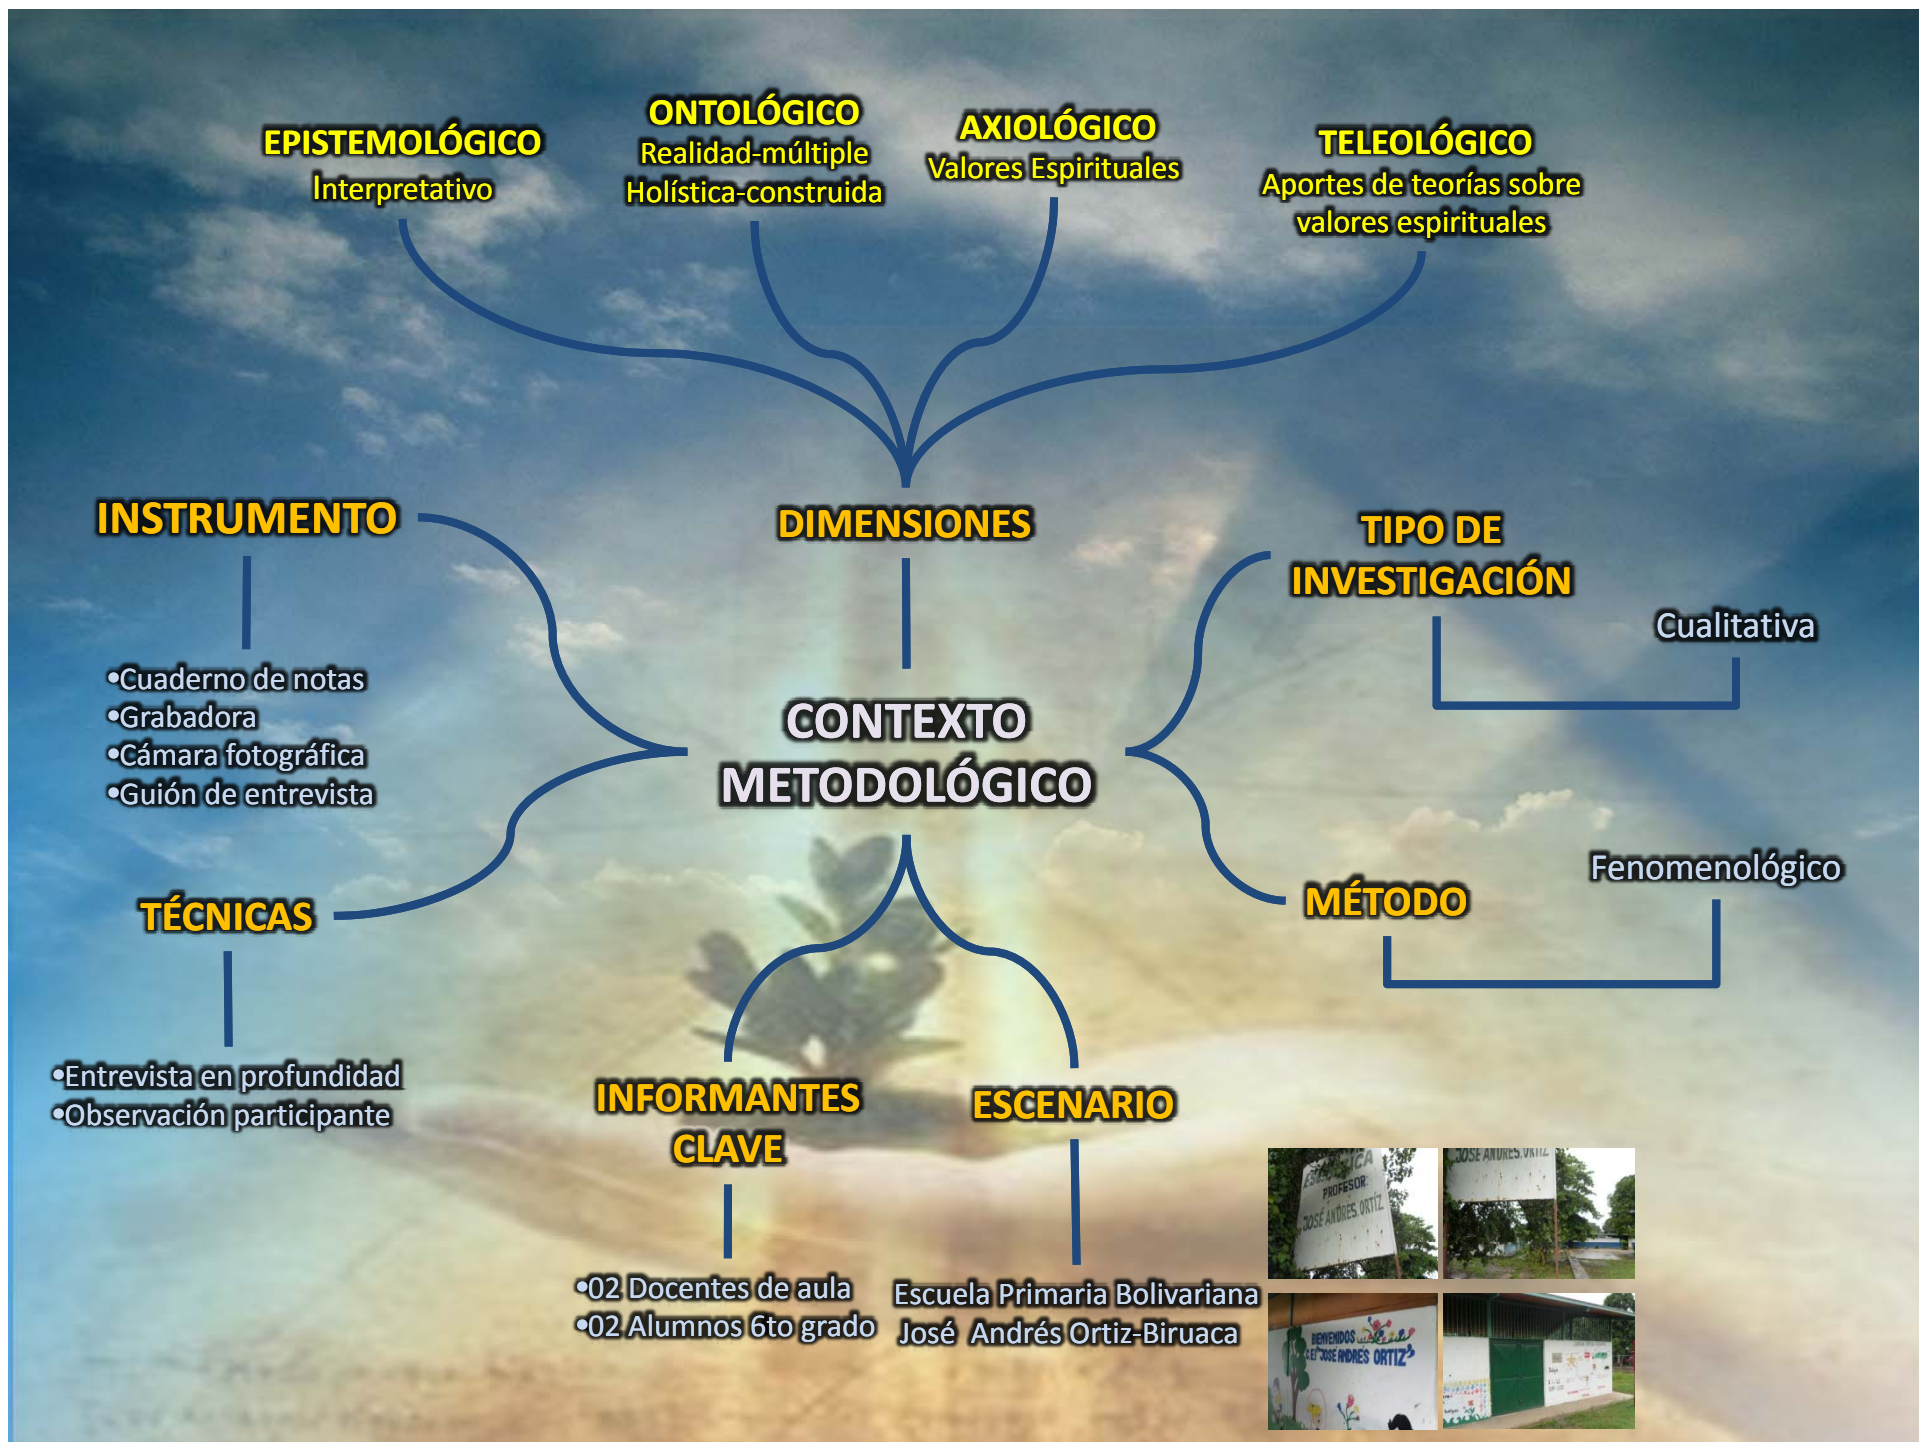 EPISTEMOLÓGICO
Interpretativo
ONTOLÓGICO
Realidad-múltiple
Holística-construida
AXIOLÓGICO
Valores Espirituales
TELEOLÓGICO
Aportes de teorías sobre
valores espirituales
INSTRUMENTO
•Cuaderno de notas
•Grabadora
•Cámara fotográfica
•Guión de entrevista
DIMENSIONES
TIPO DE
INVESTIGACIÓN
Cualitativa
CONTEXTO
METODOLÓGICO
TÉCNICAS
•Entrevista en profundidad
•Observación participante
MÉTODO
Fenomenológico
INFORMANTES
CLAVE
•02 Docentes de aula
•02 Alumnos 6to grado
ESCENARIO
Escuela Primaria Bolivariana
José  Andrés Ortiz-Biruaca
PROFESOR:
JOSÉ ANDRES ORTÍZ
JOSE ANDRES ORTIZ
BIENVENIDOS
"JOSE ANDRES ORTIZ"